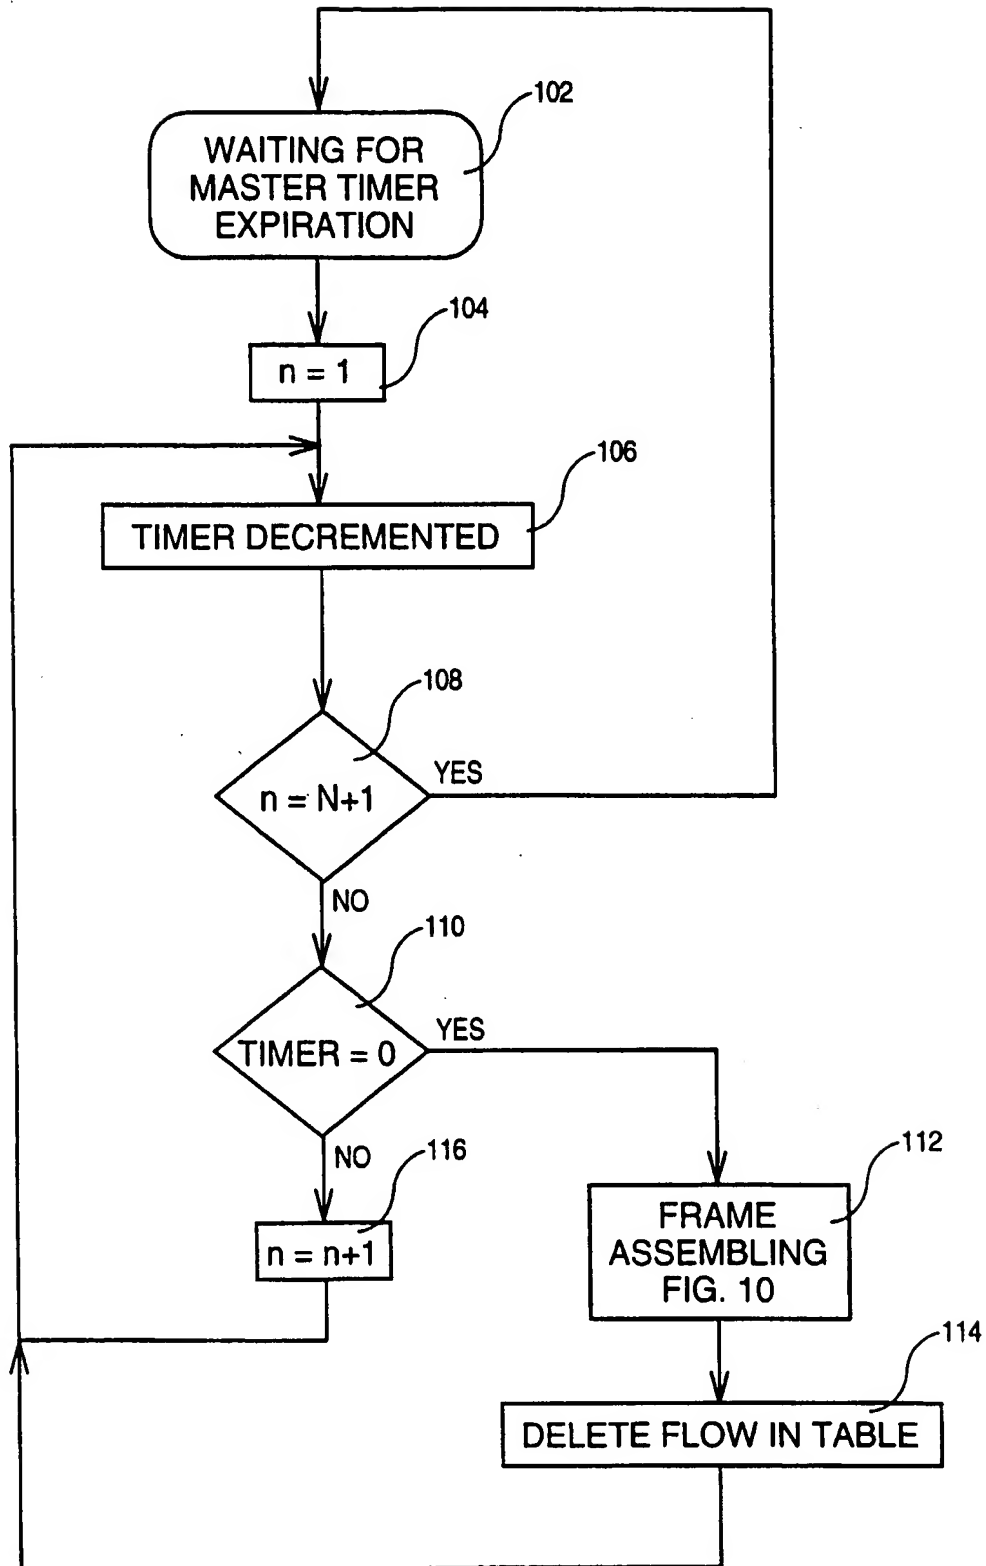 102
WAITING FOR
MASTER TIMER
EXPIRATION
104
n = 1
106
TIMER DECREMENTED
108
n = N+1
YES
NO
110
TIMER = 0
YES
NO
116
n = n+1
112
FRAME
ASSEMBLING
FIG. 10
114
DELETE FLOW IN TABLE